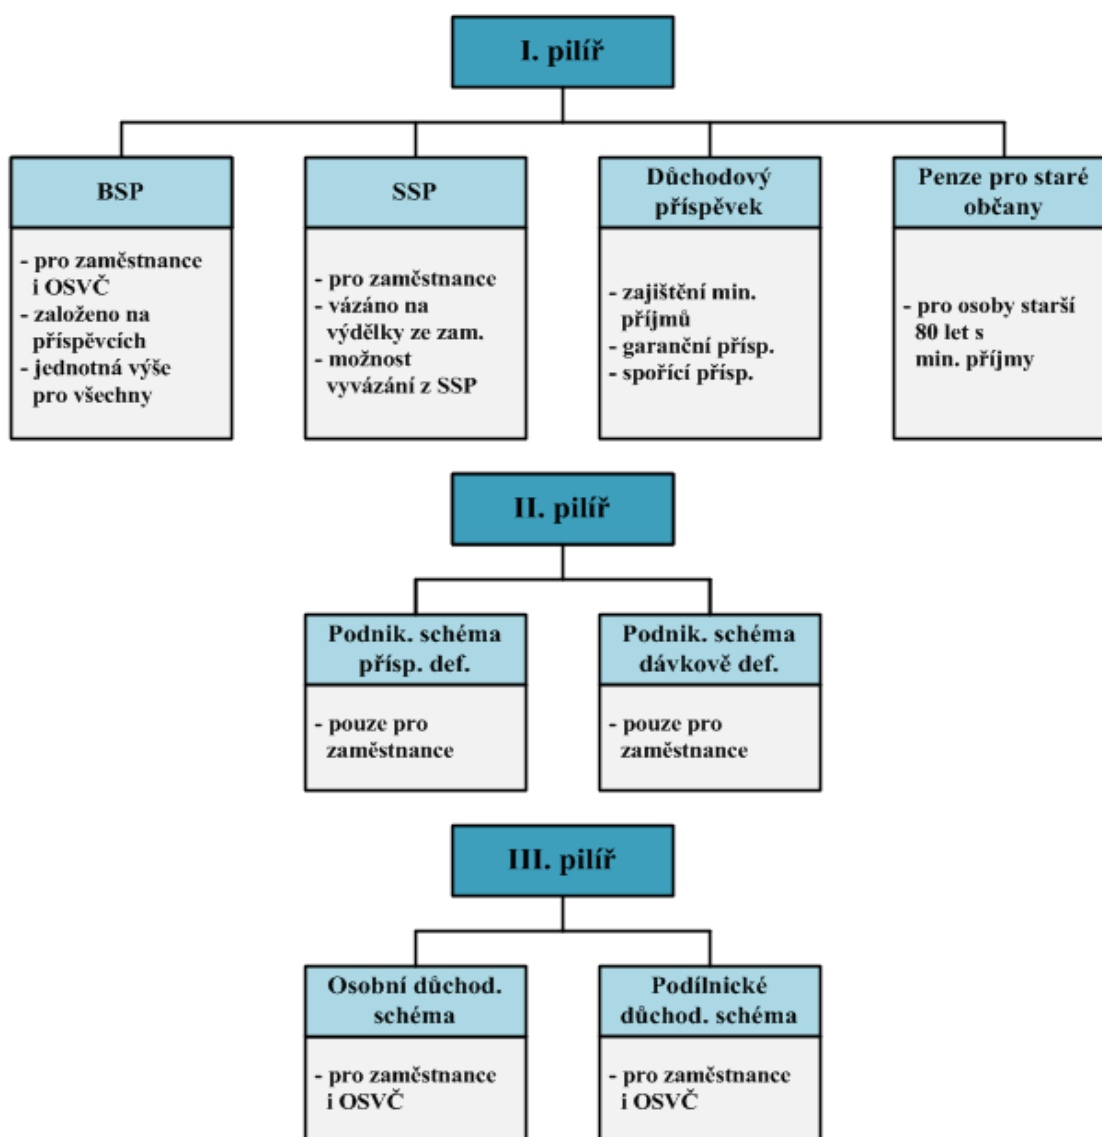 I. pilíř
BSP
- pro zaměstnance
i OSVČ
- založeno na
příspěvcích
- jednotná výše
pro všechny
SSP
- pro zaměstnance
- vázáno na
výdělky ze zam.
- možnost
vyvázání z SSP
Důchodový
příspěvek
- zajištění min.
příjmů
- garanční přísp.
- spořící přísp.
Penze pro staré
občany
- pro osoby starší
80 let s
min. příjmy
II. pilíř
Podnik. schéma
přísp. def.
- pouze pro
zaměstnance
Podnik. schéma
dávkově def.
- pouze pro
zaměstnance
III. pilíř
Osobní důchod.
schéma
- pro zaměstnance
i OSVČ
Podílnické
důchod. schéma
- pro zaměstnance
i OSVČ